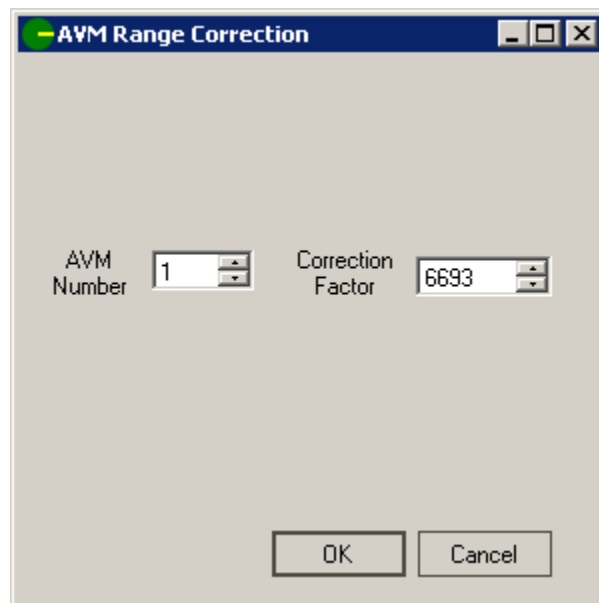 AVM Range Correction
AVM
Number
1
Correction
Factor
6693
OK
Cancel